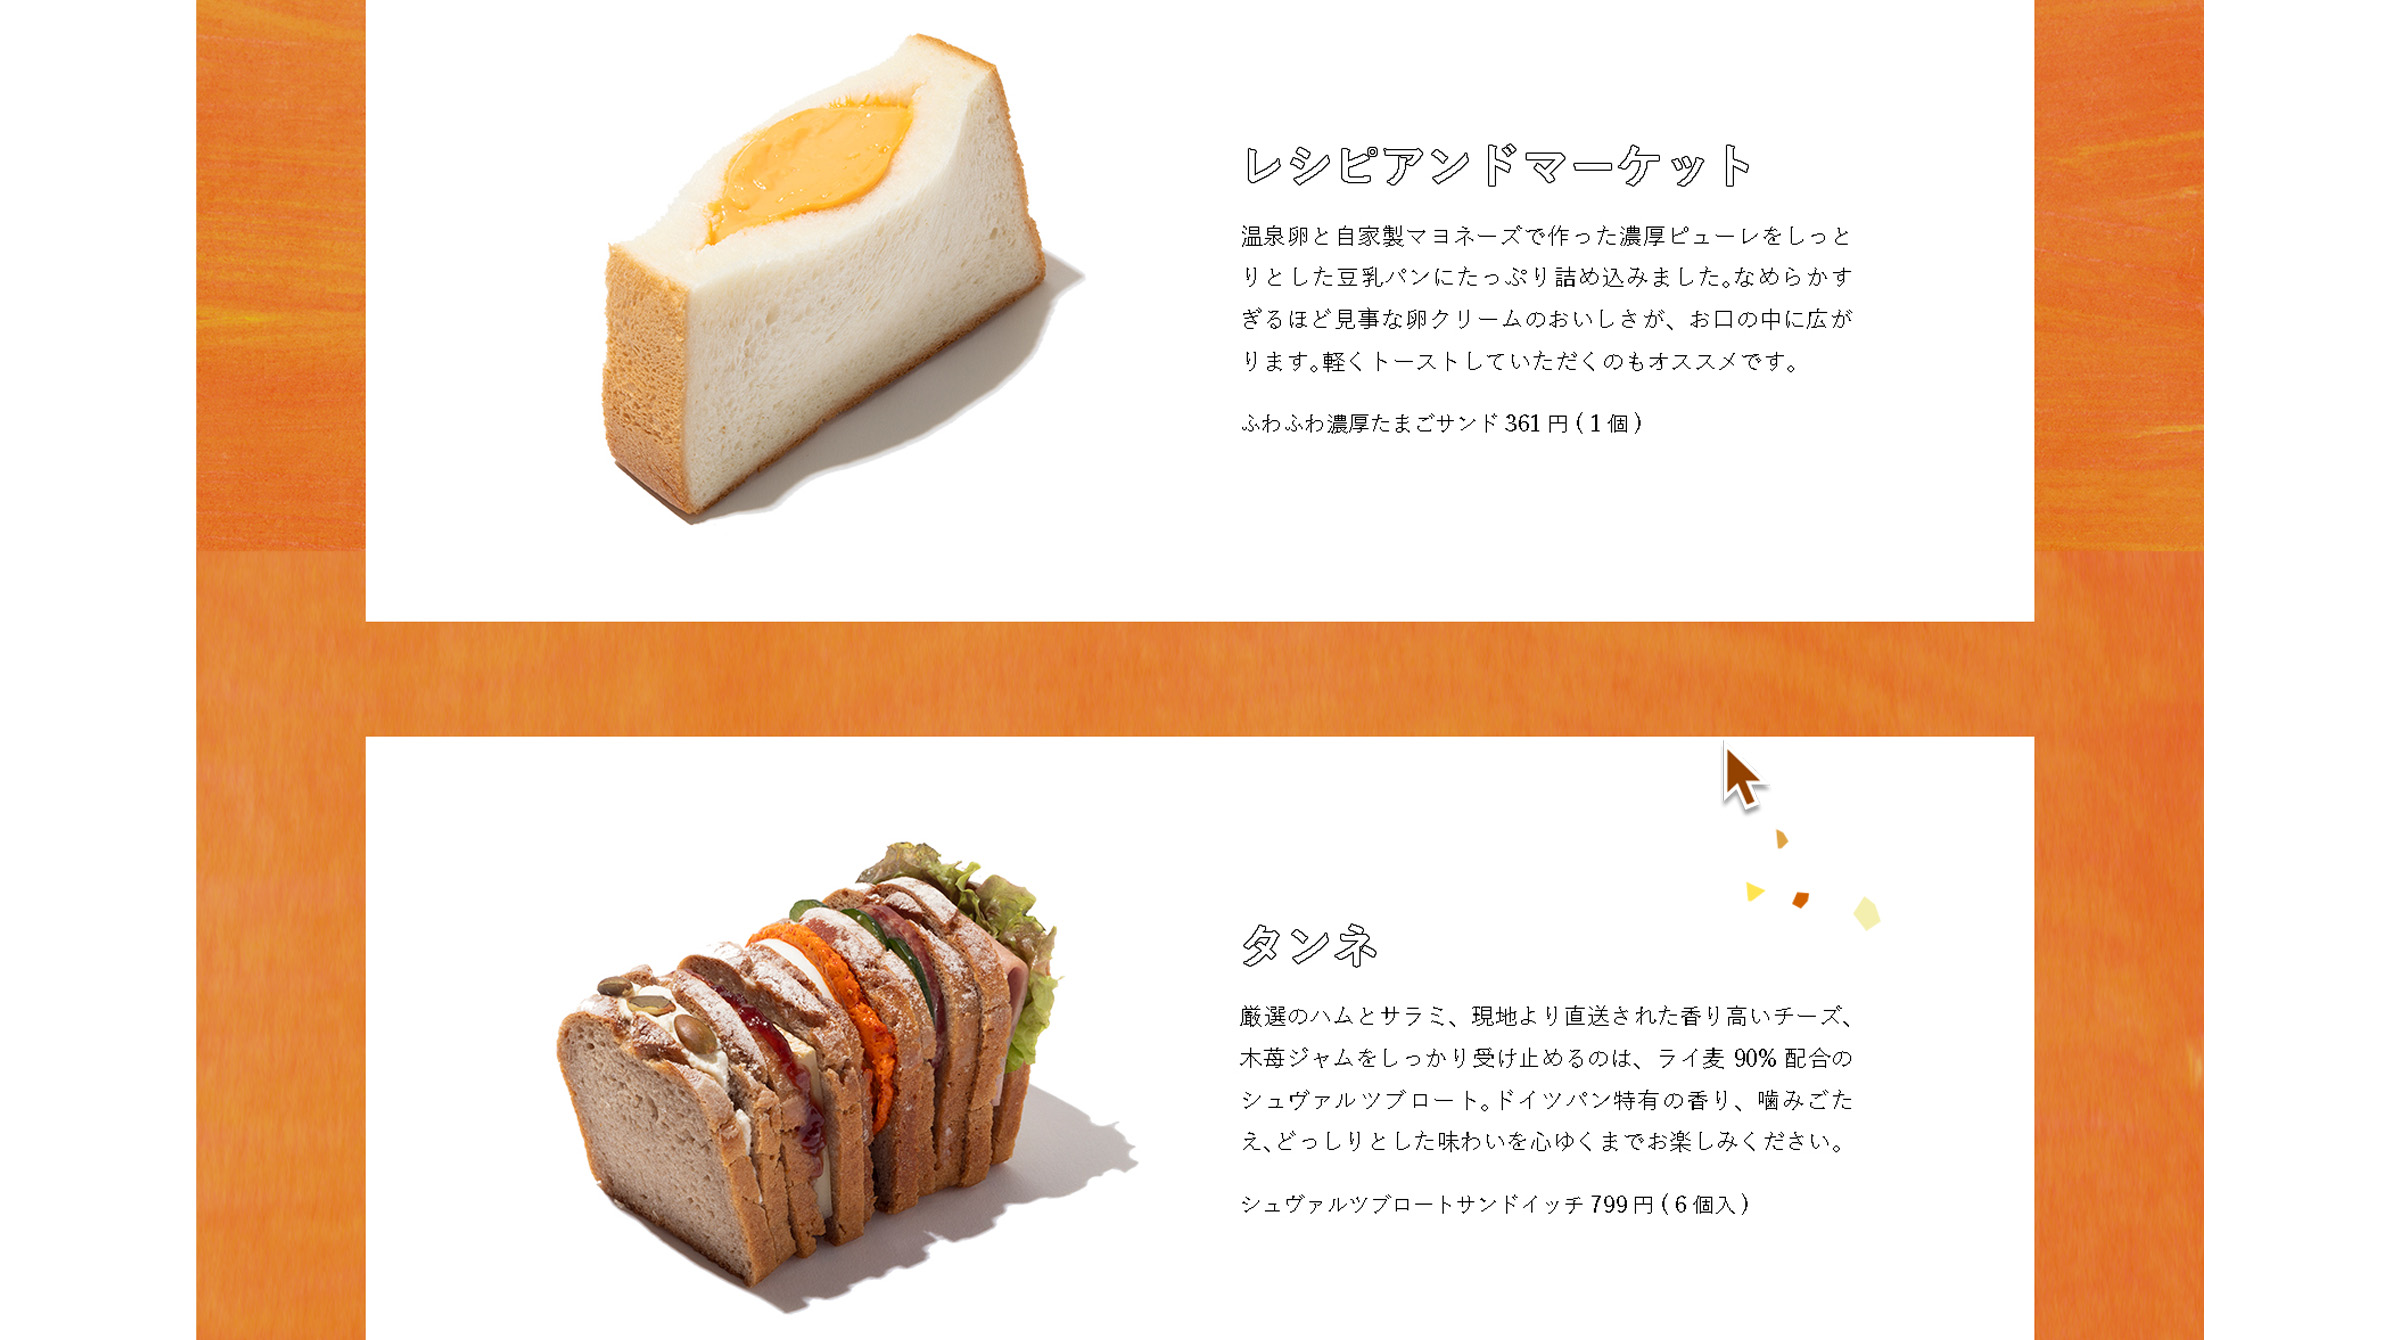 レシピアンドマーケット
温泉卵と自家製マヨネーズで作った濃厚ピューレをしっと
りとした豆乳パンにたっぷり詰め込みました。なめらかす
ぎるほど見事な卵クリームのおいしさが、お口の中に広が
ります。軽くトーストしていただくのもオススメです。
ふわふわ濃厚たまごサンド 361 円 ( 1 個 )
タンネ
厳選のハムとサラミ、現地より直送された香り高いチーズ、
木苺ジャムをしっかり受け止めるのは、ライ麦 90% 配合の
シュヴァルツブロート。ドイツパン特有の香り、噛みごた
え、どっしりとした味わいを心ゆくまでお楽しみください。
シュヴァルツブロートサンドイッチ 799 円 ( 6 個入 )